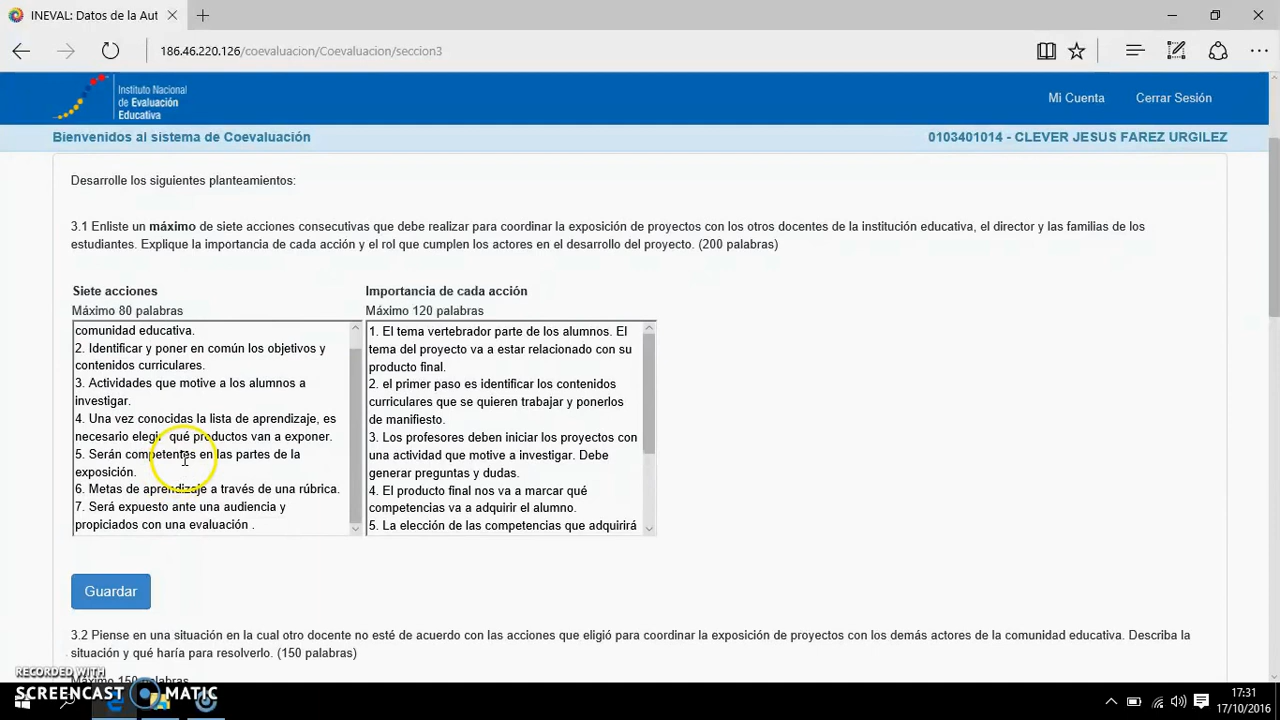 INEVAL: Datos de la Aut
186.46.220.126/coevaluacion/Coevaluacion/seccion3
Instituto Nacional
de Evaluación
Educativa
Mi Cuenta
Cerrar Sesión
Bienvenidos al sistema de Coevaluación
0103401014 - CLEVER JESUS FAREZ URGILEZ
Desarrolle los siguientes planteamientos:
3.1 Enliste un máximo de siete acciones consecutivas que debe realizar para coordinar la exposición de proyectos con los otros docentes de la institución educativa, el director y las familias de los
estudiantes. Explique la importancia de cada acción y el rol que cumplen los actores en el desarrollo del proyecto. (200 palabras)
Siete acciones
Máximo 80 palabras
comunidad educativa.
2. Identificar y poner en común los objetivos y
contenidos curriculares.
3. Actividades que motive a los alumnos a
investigar.
4. Una vez conocidas la lista de aprendizaje, es
necesario elegir qué productos van a exponer.
5. Serán competentes en las partes de la
exposición.
6. Metas de aprendizaje a través de una rúbrica.
7. Será expuesto ante una audiencia y
propiciados con una evaluación .
Importancia de cada acción
Máximo 120 palabras
1. El tema vertebrador parte de los alumnos. El
tema del proyecto va a estar relacionado con su
producto final.
2. el primer paso es identificar los contenidos
curriculares que se quieren trabajar y ponerlos
de manifiesto.
3. Los profesores deben iniciar los proyectos con
una actividad que motive a investigar. Debe
generar preguntas y dudas.
4. El producto final nos va a marcar qué
competencias va a adquirir el alumno.
5. La elección de las competencias que adquirirá
Guardar
3.2 Piense en una situación en la cual otro docente no esté de acuerdo con las acciones que eligió para coordinar la exposición de proyectos con los demás actores de la comunidad educativa. Describa la
situación y qué haría para resolverlo. (150 palabras)
Máximo 150 palabras
RECORDED WITH
SCREENCAST MATIC
17:31
17/10/2016